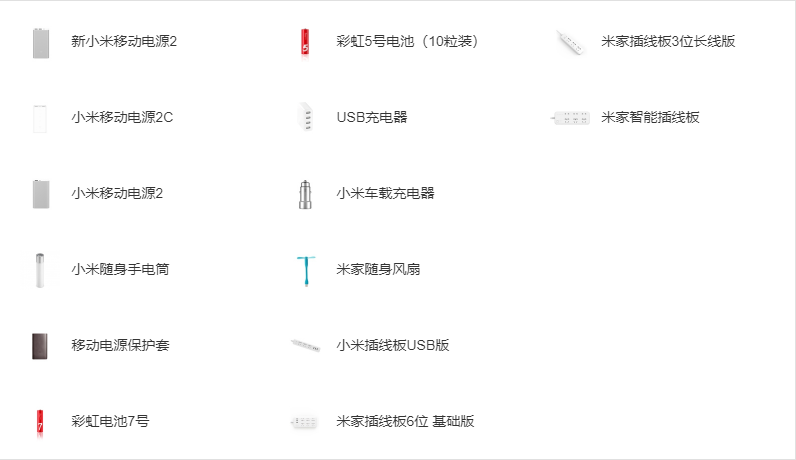 新小米移动电源2
小米移动电源2C
小米移动电源2
小米随身手电筒
移动电源保护套
彩虹电池7号
彩虹5号电池（10粒装）
USB充电器
小米车载充电器
米家随身风扇
小米插线板USB版
米家插线板6位 基础版
米家插线板3位长线版
米家智能插线板
5
7